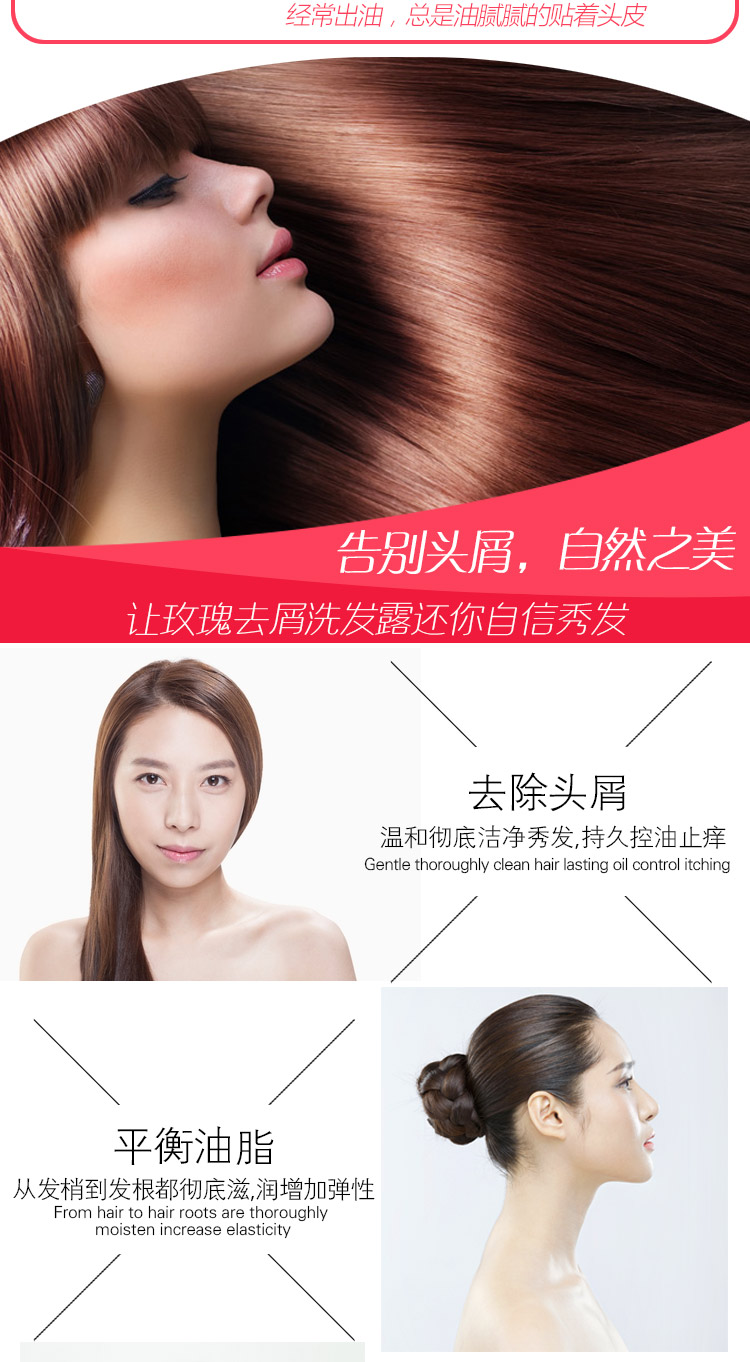 经常出油，总是油腻腻的贴着头皮
告别头屑，自然之美
让玫瑰去屑洗发露还你自信秀发
去除头屑
温和彻底洁净秀发,持久控油止痒
Gentle thoroughly clean hair lasting oil control itching
平衡油脂
从发梢到发根都彻底滋,润增加弹性
From hair to hair roots are thoroughly
moisten increase elasticity